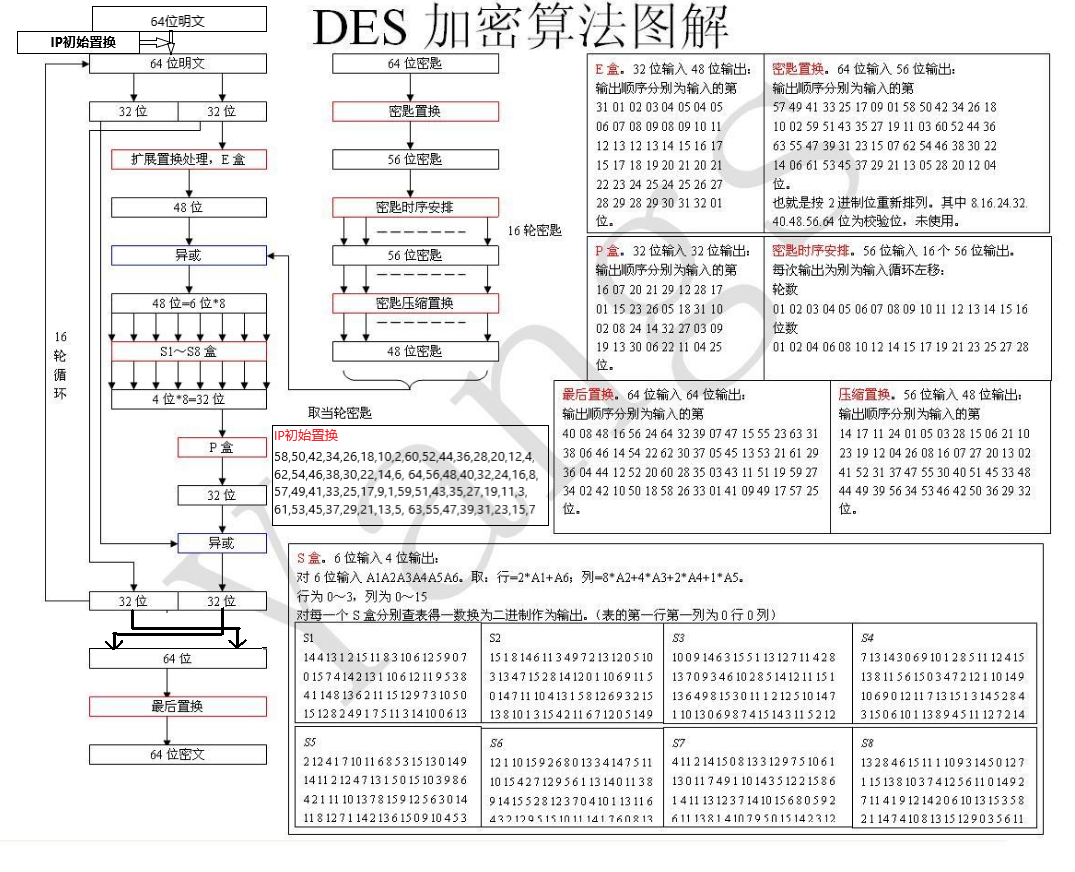 DES 加密算法图解
64位明文
IP初始置换
64 位明文
32 位
32 位
扩展置换处理，E 盒
48 位
异或
48 位=6 位*8
S1～S8 盒
4 位*8=32 位
P 盒
32 位
异或
32 位
32 位
64 位
最后置换
64 位密文
16
轮
循
环
64 位密匙
密匙置换
56 位密匙
密匙时序安排
16 轮密匙
56 位密匙
密匙压缩置换
48 位密匙
取当轮密匙
IP初始置换
58,50,42,34,26,18,10,2,60,52,44,36,28,20,12,4,
62,54,46,38,30,22,14,6, 64,56,48,40,32,24,16,8,
57,49,41,33,25,17,9,1,59,51,43,35,27,19,11,3,
61,53,45,37,29,21,13,5, 63,55,47,39,31,23,15,7
E 盒。32 位输入 48 位输出：
输出顺序分别为输入的第
31 01 02 03 04 05 04 05
06 07 08 09 08 09 10 11
12 13 12 13 14 15 16 17
15 17 18 19 20 21 20 21
22 23 24 25 24 25 26 27
28 29 28 29 30 31 32 01
位。
密匙置换。64 位输入 56 位输出：
输出顺序分别为输入的第
57 49 41 33 25 17 09 01 58 50 42 34 26 18
10 02 59 51 43 35 27 19 11 03 60 52 44 36
63 55 47 39 31 23 15 07 62 54 46 38 30 22
14 06 61 53 45 37 29 21 13 05 28 20 12 04
位。
也就是按 2 进制位重新排列。其中 8.16.24.32.
40.48.56.64 位为校验位，未使用。
P 盒。32 位输入 32 位输出：
输出顺序分别为输入的第
16 07 20 21 29 12 28 17
01 15 23 26 05 18 31 10
02 08 24 14 32 27 03 09
19 13 30 06 22 11 04 25
位。
密匙时序安排。56 位输入 16 个 56 位输出。
每次输出为别为输入循环左移：
轮数
01 02 03 04 05 06 07 08 09 10 11 12 13 14 15 16
位数
01 02 04 06 08 10 12 14 15 17 19 21 23 25 27 28
最后置换。64 位输入 64 位输出：
输出顺序分别为输入的第
40 08 48 16 56 24 64 32 39 07 47 15 55 23 63 31
38 06 46 14 54 22 62 30 37 05 45 13 53 21 61 29
36 04 44 12 52 20 60 28 35 03 43 11 51 19 59 27
34 02 42 10 50 18 58 26 33 01 41 09 49 17 57 25
位。
压缩置换。56 位输入 48 位输出：
输出顺序分别为输入的第
14 17 11 24 01 05 03 28 15 06 21 10
23 19 12 04 26 08 16 07 27 20 13 02
41 52 31 37 47 55 30 40 51 45 33 48
44 49 39 56 34 53 46 42 50 36 29 32
位。
S 盒。6 位输入 4 位输出：
对 6 位输入 A1A2A3A4A5A6。取：行=2*A1+A6；列=8*A2+4*A3+2*A4+1*A5。
行为 0～3，列为 0～15
对每一个 S 盒分别查表得一数换为二进制作为输出。（表的第一行第一列为 0 行 0 列）
S1
14 4 13 1 2 15 11 8 3 10 6 12 5 9 0 7
0 15 7 4 14 2 13 1 10 6 12 11 9 5 3 8
4 1 14 8 13 6 2 11 15 12 9 7 3 10 5 0
15 12 8 2 4 9 1 7 5 11 3 14 10 0 6 13
S2
15 1 8 14 6 11 3 4 9 7 2 13 12 0 5 10
3 13 4 7 15 2 8 14 12 0 1 10 6 9 11 5
0 14 7 11 10 4 13 1 5 8 12 6 9 3 2 15
13 8 10 1 3 15 4 2 11 6 7 12 0 5 14 9
S3
10 0 9 14 6 3 15 5 1 13 12 7 11 4 2 8
13 7 0 9 3 4 6 10 2 8 5 14 12 11 15 1
13 6 4 9 8 15 3 0 11 1 2 12 5 10 14 7
1 10 13 0 6 9 8 7 4 15 14 3 11 5 2 12
S4
7 13 14 3 0 6 9 10 1 2 8 5 11 12 4 15
13 8 11 5 6 15 0 3 4 7 2 12 1 10 14 9
10 6 9 0 12 11 7 13 15 1 3 14 5 2 8 4
3 15 0 6 10 1 13 8 9 4 5 11 12 7 2 14
S5
2 12 4 1 7 10 11 6 8 5 3 15 13 0 14 9
14 11 2 12 4 7 13 1 5 0 15 10 3 9 8 6
4 2 1 11 10 13 7 8 15 9 12 5 6 3 0 14
11 8 12 7 1 14 2 13 6 15 0 9 10 4 5 3
S6
12 1 10 15 9 2 6 8 0 13 3 4 14 7 5 11
10 15 4 2 7 12 9 5 6 1 13 14 0 11 3 8
9 14 15 5 2 8 12 3 7 0 4 10 1 13 11 6
4 3 2 12 9 5 15 10 11 14 1 7 6 0 8 13
S7
4 11 2 14 15 0 8 13 3 12 9 7 5 10 6 1
13 0 11 7 4 9 1 10 14 3 5 12 2 15 8 6
1 4 11 13 12 3 7 14 10 15 6 8 0 5 9 2
6 11 13 8 1 4 10 7 9 5 0 15 14 2 3 12
S8
13 2 8 4 6 15 11 1 10 9 3 14 5 0 12 7
1 15 13 8 10 3 7 4 12 5 6 11 0 14 9 2
7 11 4 1 9 12 14 2 0 6 10 13 15 3 5 8
2 1 14 7 4 10 8 13 15 12 9 0 3 5 6 11
Yangs